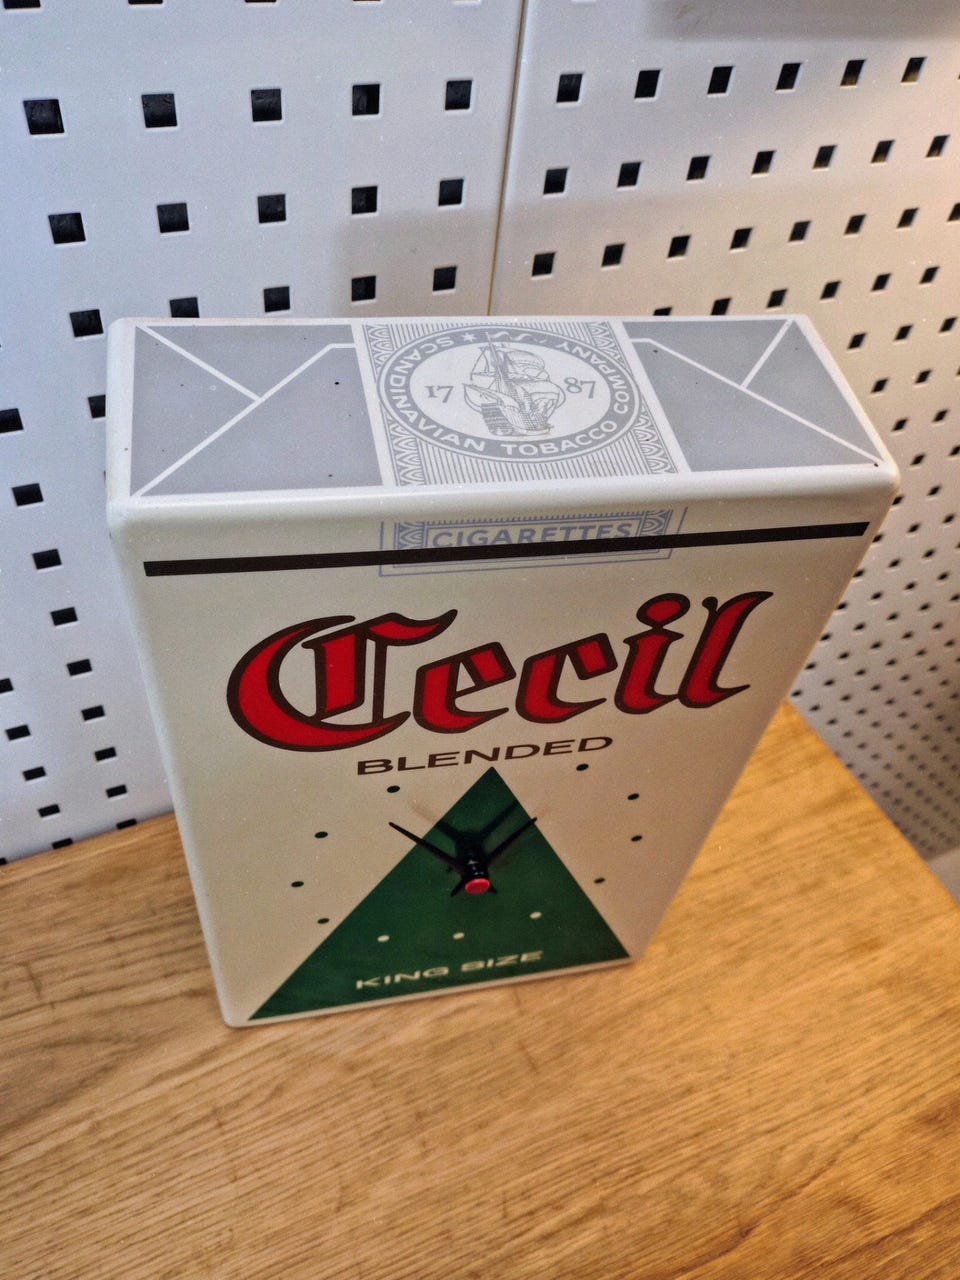 SCANDINAVIAN TOBACCO COMPANY
17 87
CIGARETTES
Cecil
BLENDED
KING SIZE